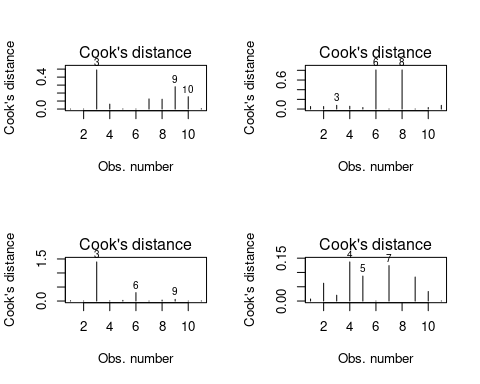 Cook's distance
3
9
10
0.4
0.0
Cook's distance
2 4 6 8 10
Obs. number
Cook's distance
6
8
3
0.6
0.0
Cook's distance
2 4 6 8 10
Obs. number
Cook's distance
3
6
9
1.5
0.0
Cook's distance
2 4 6 8 10
Obs. number
Cook's distance
4
7
5
0.15
0.00
Cook's distance
2 4 6 8 10
Obs. number